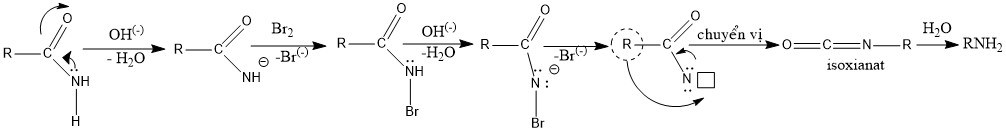 O O O O O
OH(-) Br2 OH(-) chuyển vị H2O
R C R C R C R C R C O C N R RNH2
- H2O -Br(-) -H2O -Br(-) isoxianat
NH NH NH N N
H Br Br